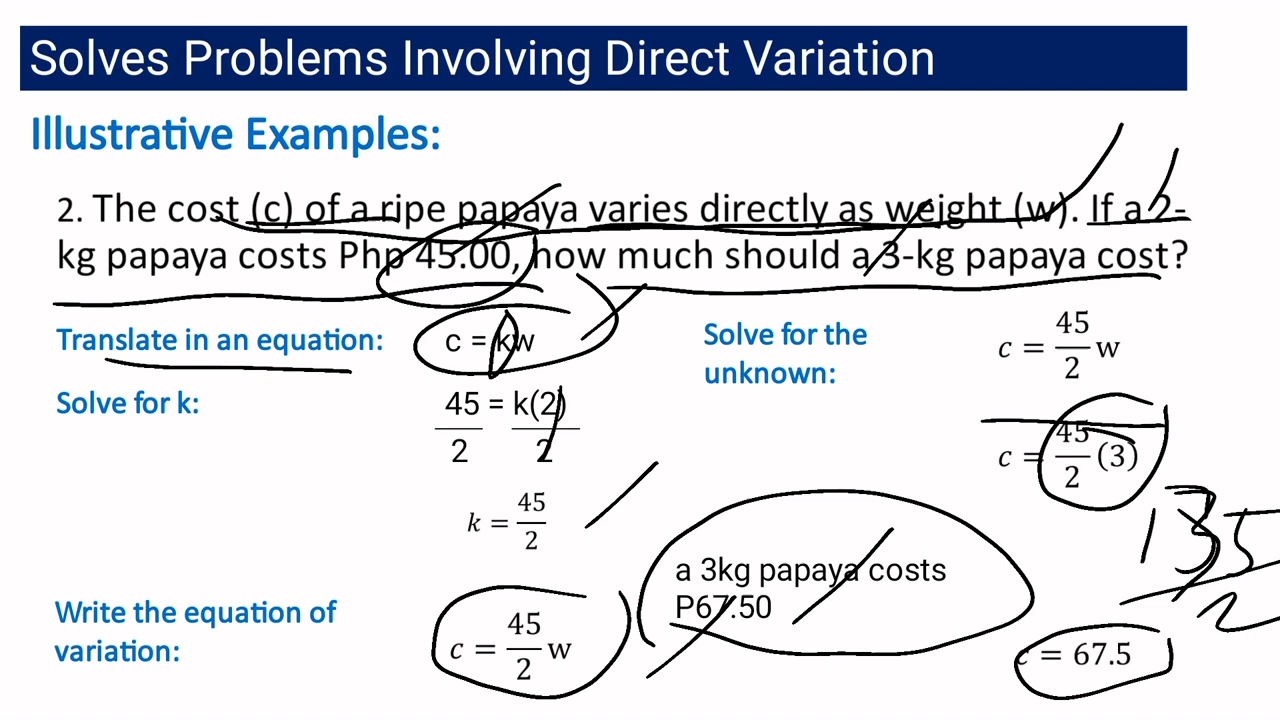 Solves Problems Involving Direct Variation
Illustrative Examples:
2. The cost (c) of a ripe papaya varies directly as weight (w). If a 2-
kg papaya costs Php 45.00, how much should a 3-kg papaya cost?
Translate in an equation:
c = kw
Solve for k:
45 = k(2)
2 2
k = 45
2
Write the equation of
variation:
c = 45/2 w
Solve for the
unknown:
c = 45/2 w
c = 45/2 (3)
135
2
c = 67.5
a 3kg papaya costs
P67.50